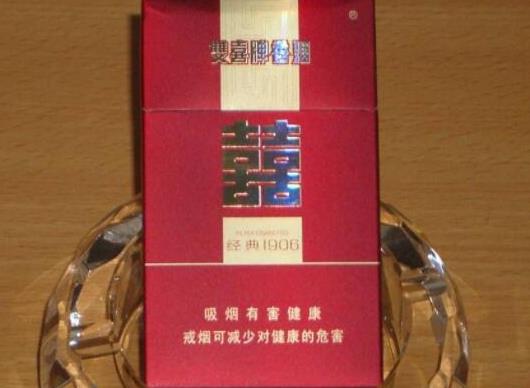 ®
雙喜牌香烟
囍
经典1906
吸烟有害健康
戒烟可减少对健康的危害